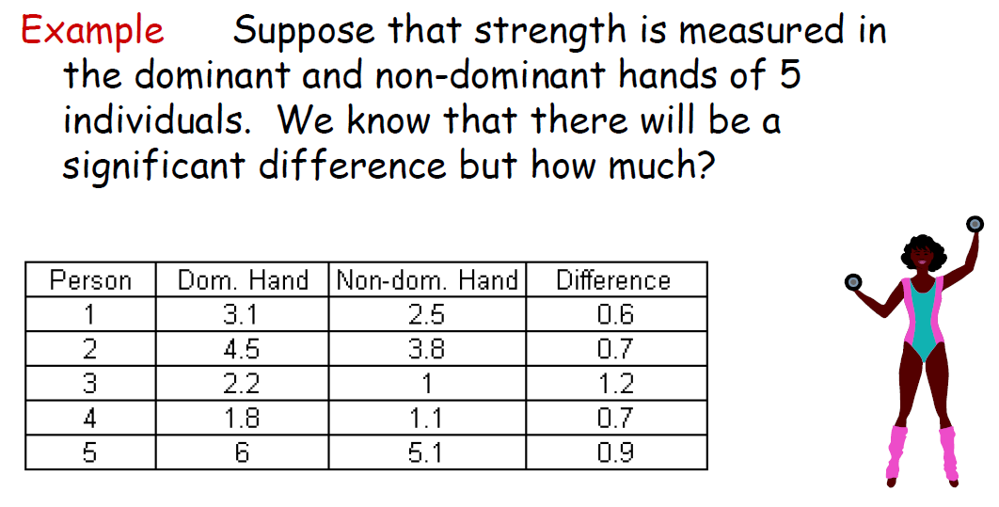 Example Suppose that strength is measured in
the dominant and non-dominant hands of 5
individuals. We know that there will be a
significant difference but how much?
Person Dom. Hand Non-dom. Hand Difference
1 3.1 2.5 0.6
2 4.5 3.8 0.7
3 2.2 1 1.2
4 1.8 1.1 0.7
5 6 5.1 0.9